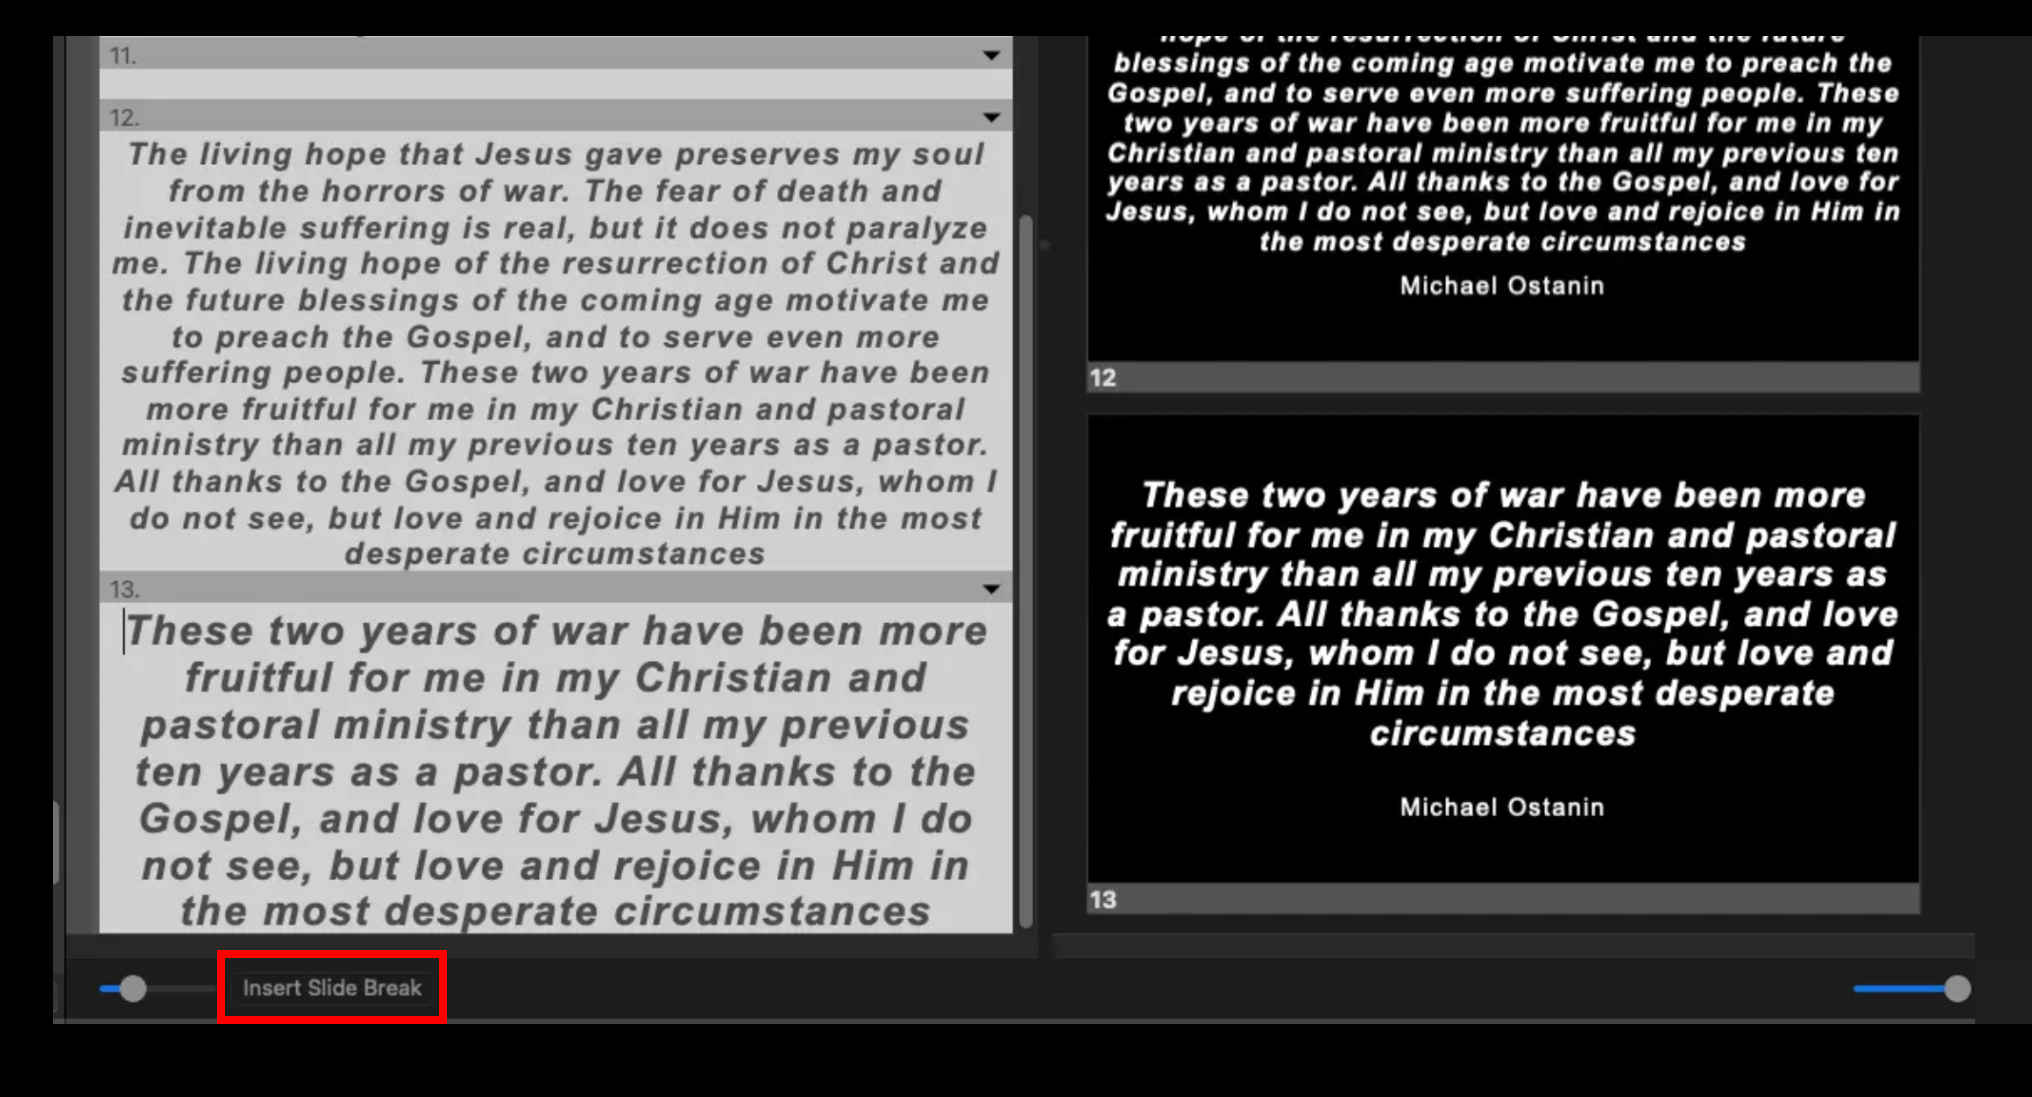 11.
12.
The living hope that Jesus gave preserves my soul
from the horrors of war. The fear of death and
inevitable suffering is real, but it does not paralyze
me. The living hope of the resurrection of Christ and
the future blessings of the coming age motivate me
to preach the Gospel, and to serve even more
suffering people. These two years of war have been
more fruitful for me in my Christian and pastoral
ministry than all my previous ten years as a pastor.
All thanks to the Gospel, and love for Jesus, whom I
do not see, but love and rejoice in Him in the most
desperate circumstances
13.
These two years of war have been more
fruitful for me in my Christian and
pastoral ministry than all my previous
ten years as a pastor. All thanks to the
Gospel, and love for Jesus, whom I do
not see, but love and rejoice in Him in
the most desperate circumstances
Insert Slide Break
hope of the resurrection of Christ and the future
blessings of the coming age motivate me to preach the
Gospel, and to serve even more suffering people. These
two years of war have been more fruitful for me in my
Christian and pastoral ministry than all my previous ten
years as a pastor. All thanks to the Gospel, and love for
Jesus, whom I do not see, but love and rejoice in Him in
the most desperate circumstances
Michael Ostanin
12
These two years of war have been more
fruitful for me in my Christian and pastoral
ministry than all my previous ten years as
a pastor. All thanks to the Gospel, and love
for Jesus, whom I do not see, but love and
rejoice in Him in the most desperate
circumstances
Michael Ostanin
13